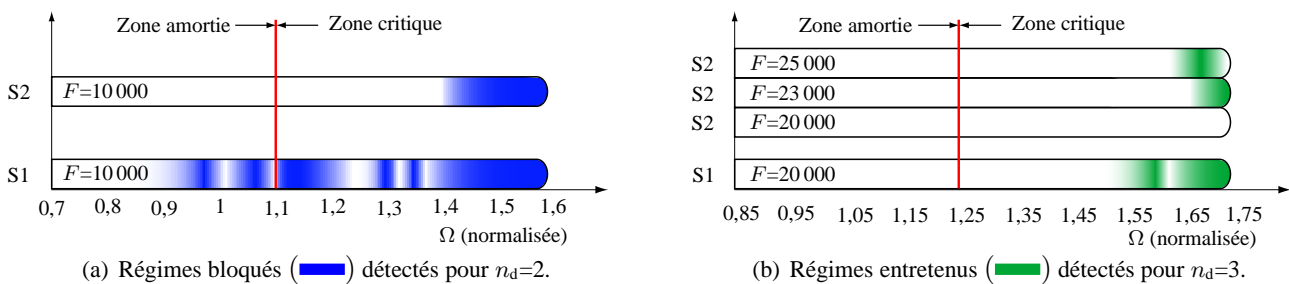 Zone amortie Zone critique
S2 F=10 000
S1 F=10 000
0,7 0,8 0,9 1 1,1 1,2 1,3 1,4 1,5 1,6
Ω (normalisée)
(a) Régimes bloqués ( ) détectés pour nd=2.
Zone amortie Zone critique
S2 F=25 000
S2 F=23 000
S2 F=20 000
S1 F=20 000
0,85 0,95 1,05 1,15 1,25 1,35 1,45 1,55 1,65 1,75
Ω (normalisée)
(b) Régimes entretenus ( ) détectés pour nd=3.